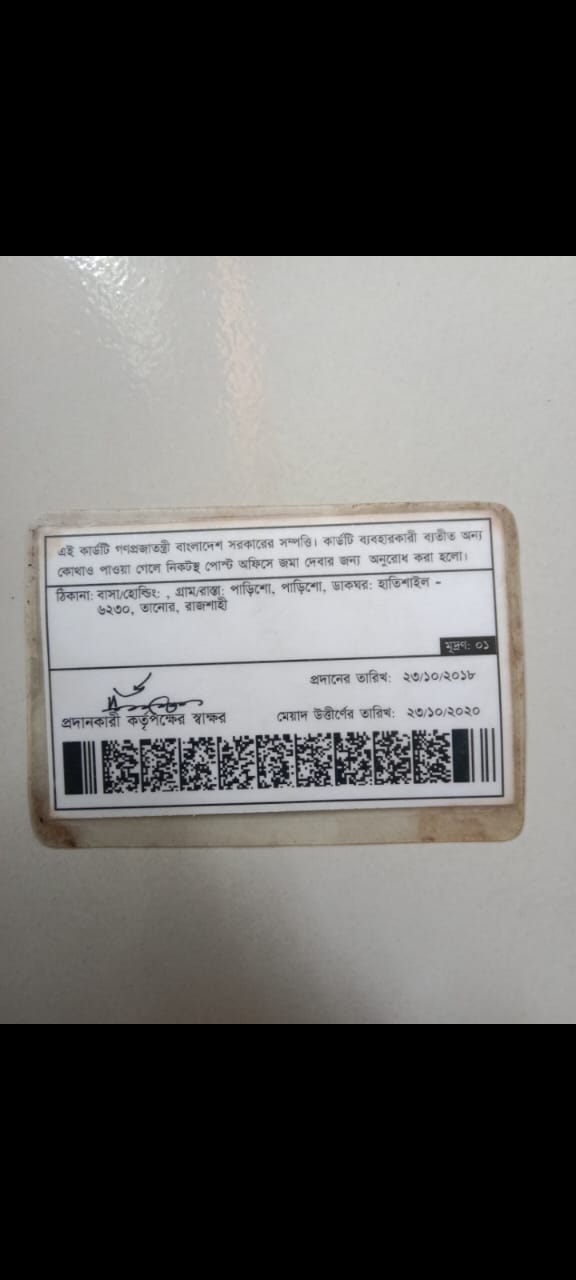 এই কার্ডটি গণপ্রজাতন্ত্রী বাংলাদেশ সরকারের সম্পত্তি। কার্ডটি ব্যবহারকারী ব্যতীত অন্য
কোথাও পাওয়া গেলে নিকটস্থ পোস্ট অফিসে জমা দেবার জন্য অনুরোধ করা হলো।
ঠিকানা: বাসা/হোল্ডিং: , গ্রাম/রাস্তা: পাড়িশো, পাড়িশো, ডাকঘর: হাতিশাইল -
৬২৩০, তানোর, রাজশাহী
মূদ্রণ: ০১
প্রদানের তারিখ: ২৩/১০/২০১৮
প্রদানকারী কর্তৃপক্ষের স্বাক্ষর মেয়াদ উত্তীর্ণের তারিখ: ২৩/১০/২০২০